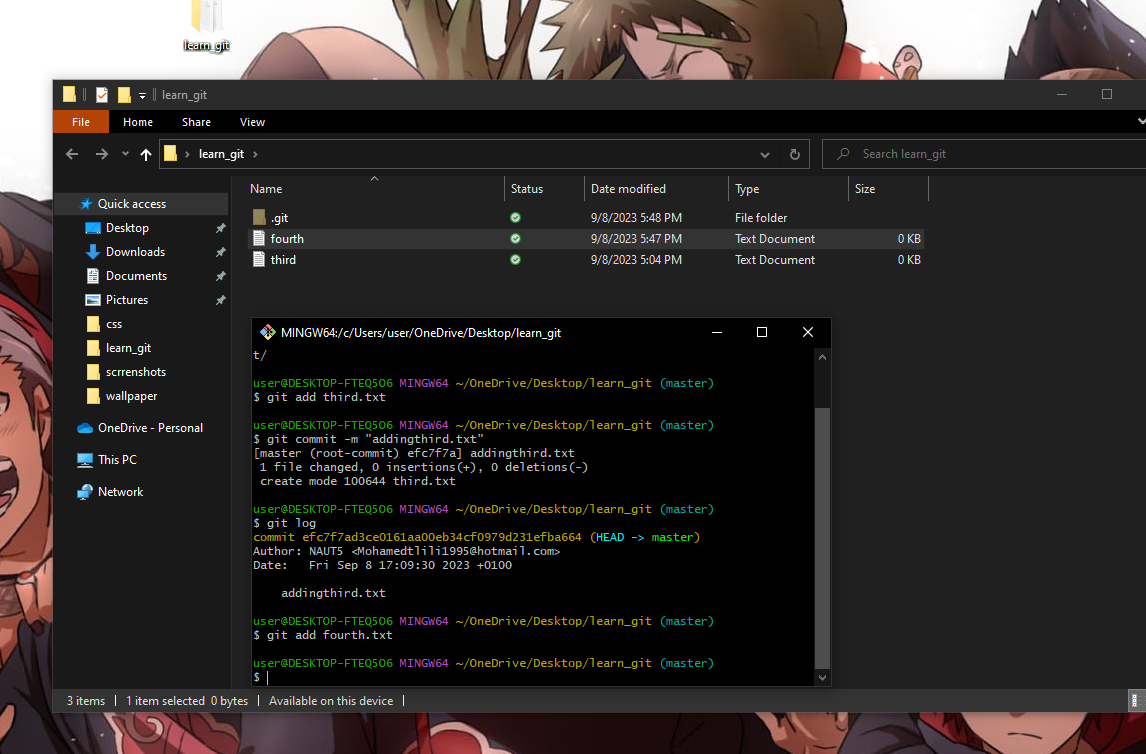 learn_git
learn_git
File Home Share View
learn_git Search learn_git
Name Status Date modified Type Size
Quick access
Desktop
Downloads
Documents
Pictures
css
learn_git
scrrenshots
wallpaper
OneDrive - Personal
This PC
Network
.git 9/8/2023 5:48 PM File folder
fourth 9/8/2023 5:47 PM Text Document 0 KB
third 9/8/2023 5:04 PM Text Document 0 KB
MINGW64:/c/Users/user/OneDrive/Desktop/learn_git
t/
user@DESKTOP-FTEQ5O6 MINGW64 ~/OneDrive/Desktop/learn_git (master)
$ git add third.txt
user@DESKTOP-FTEQ5O6 MINGW64 ~/OneDrive/Desktop/learn_git (master)
$ git commit -m "addingthird.txt"
[master (root-commit) efc7f7a] addingthird.txt
1 file changed, 0 insertions(+), 0 deletions(-)
create mode 100644 third.txt
user@DESKTOP-FTEQ5O6 MINGW64 ~/OneDrive/Desktop/learn_git (master)
$ git log
commit efc7f7ad3ce0161aa00eb34cf0979d231efba664 (HEAD -> master)
Author: NAUT5 <Mohamedtlili1995@hotmail.com>
Date: Fri Sep 8 17:09:30 2023 +0100
addingthird.txt
user@DESKTOP-FTEQ5O6 MINGW64 ~/OneDrive/Desktop/learn_git (master)
$ git add fourth.txt
user@DESKTOP-FTEQ5O6 MINGW64 ~/OneDrive/Desktop/learn_git (master)
$
3 items 1 item selected 0 bytes Available on this device